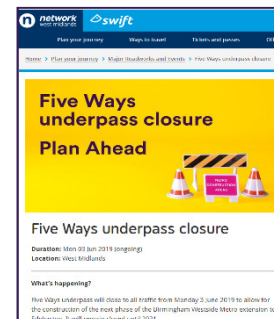 network
west midlands
swift
Plan your journey
Ways to travel
Tickets and passes
Home > Plan your journey > Major Roadworks and Events > Five Ways underpass closure
Five Ways
underpass closure
Plan Ahead
METRO
CONSTRUCTION
AHEAD
Five Ways underpass closure
Duration: Mon 03 Jun 2019 (ongoing)
Location: West Midlands
What's happening?
Five Ways underpass will close to all traffic from Monday 3 June 2019 to allow for
the construction of the next phase of the Birmingham Westside Metro extension to